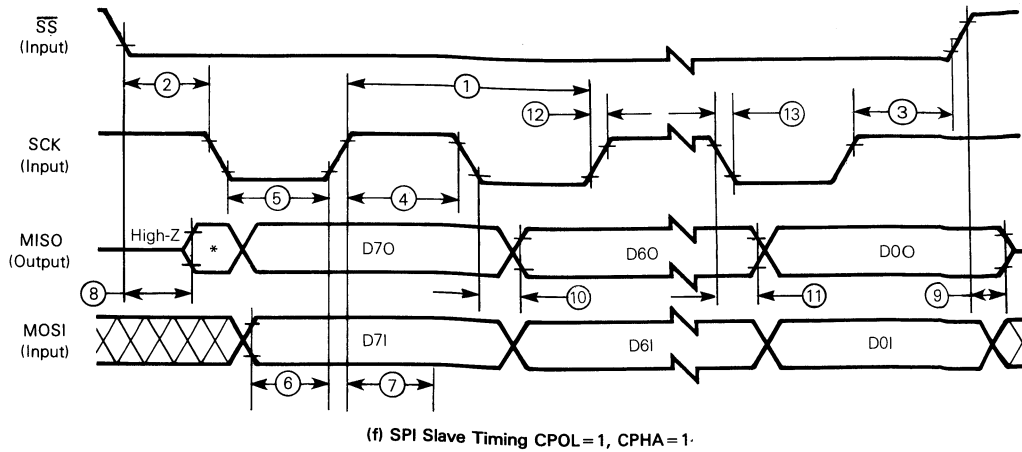 SS
(Input)
2
1
12
13
3
SCK
(Input)
5
4
High-Z
MISO
(Output)
*
D7O
D6O
D0O
8
10
11
9
MOSI
(Input)
D7I
D6I
D0I
6
7
(f) SPI Slave Timing CPOL=1, CPHA=1